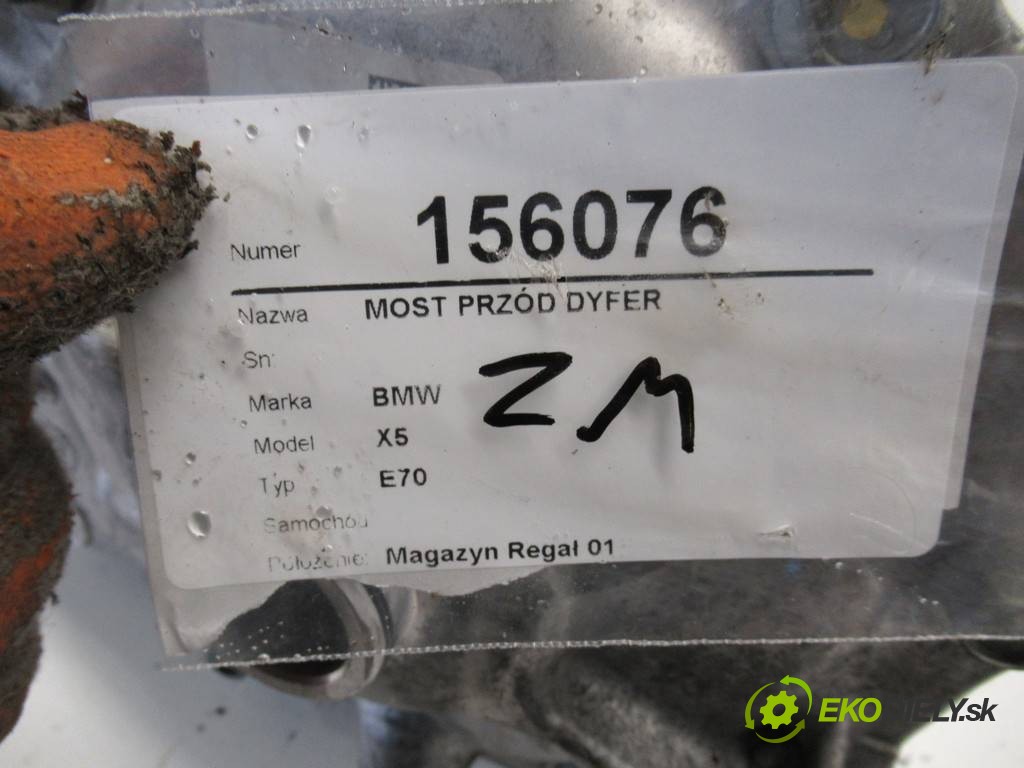 Numer 156076
Nazwa MOST PRZÓD DYFER
Sn:
Marka BMW
Model X5
Typ E70
ZM
Samochód
Położenie: Magazyn Regał 01
EKODIELY.sk